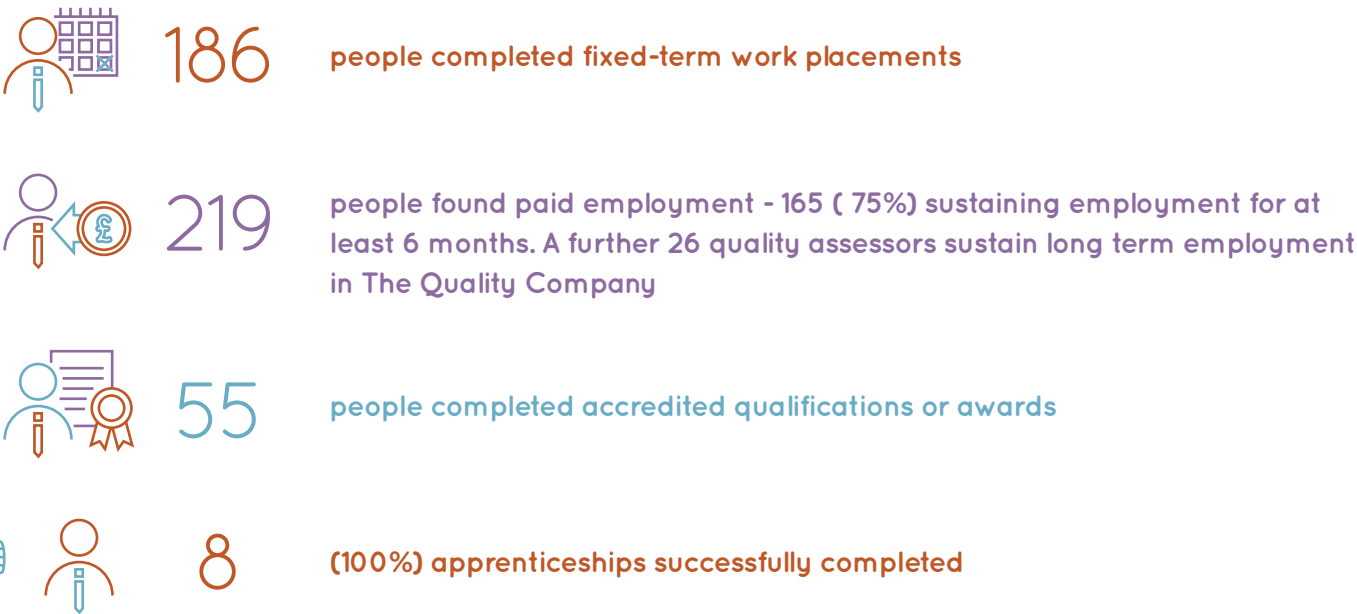 186 people completed fixed-term work placements
219 people found paid employment - 165 ( 75%) sustaining employment for at
least 6 months. A further 26 quality assessors sustain long term employment
in The Quality Company
£
55 people completed accredited qualifications or awards
8 (100%) apprenticeships successfully completed